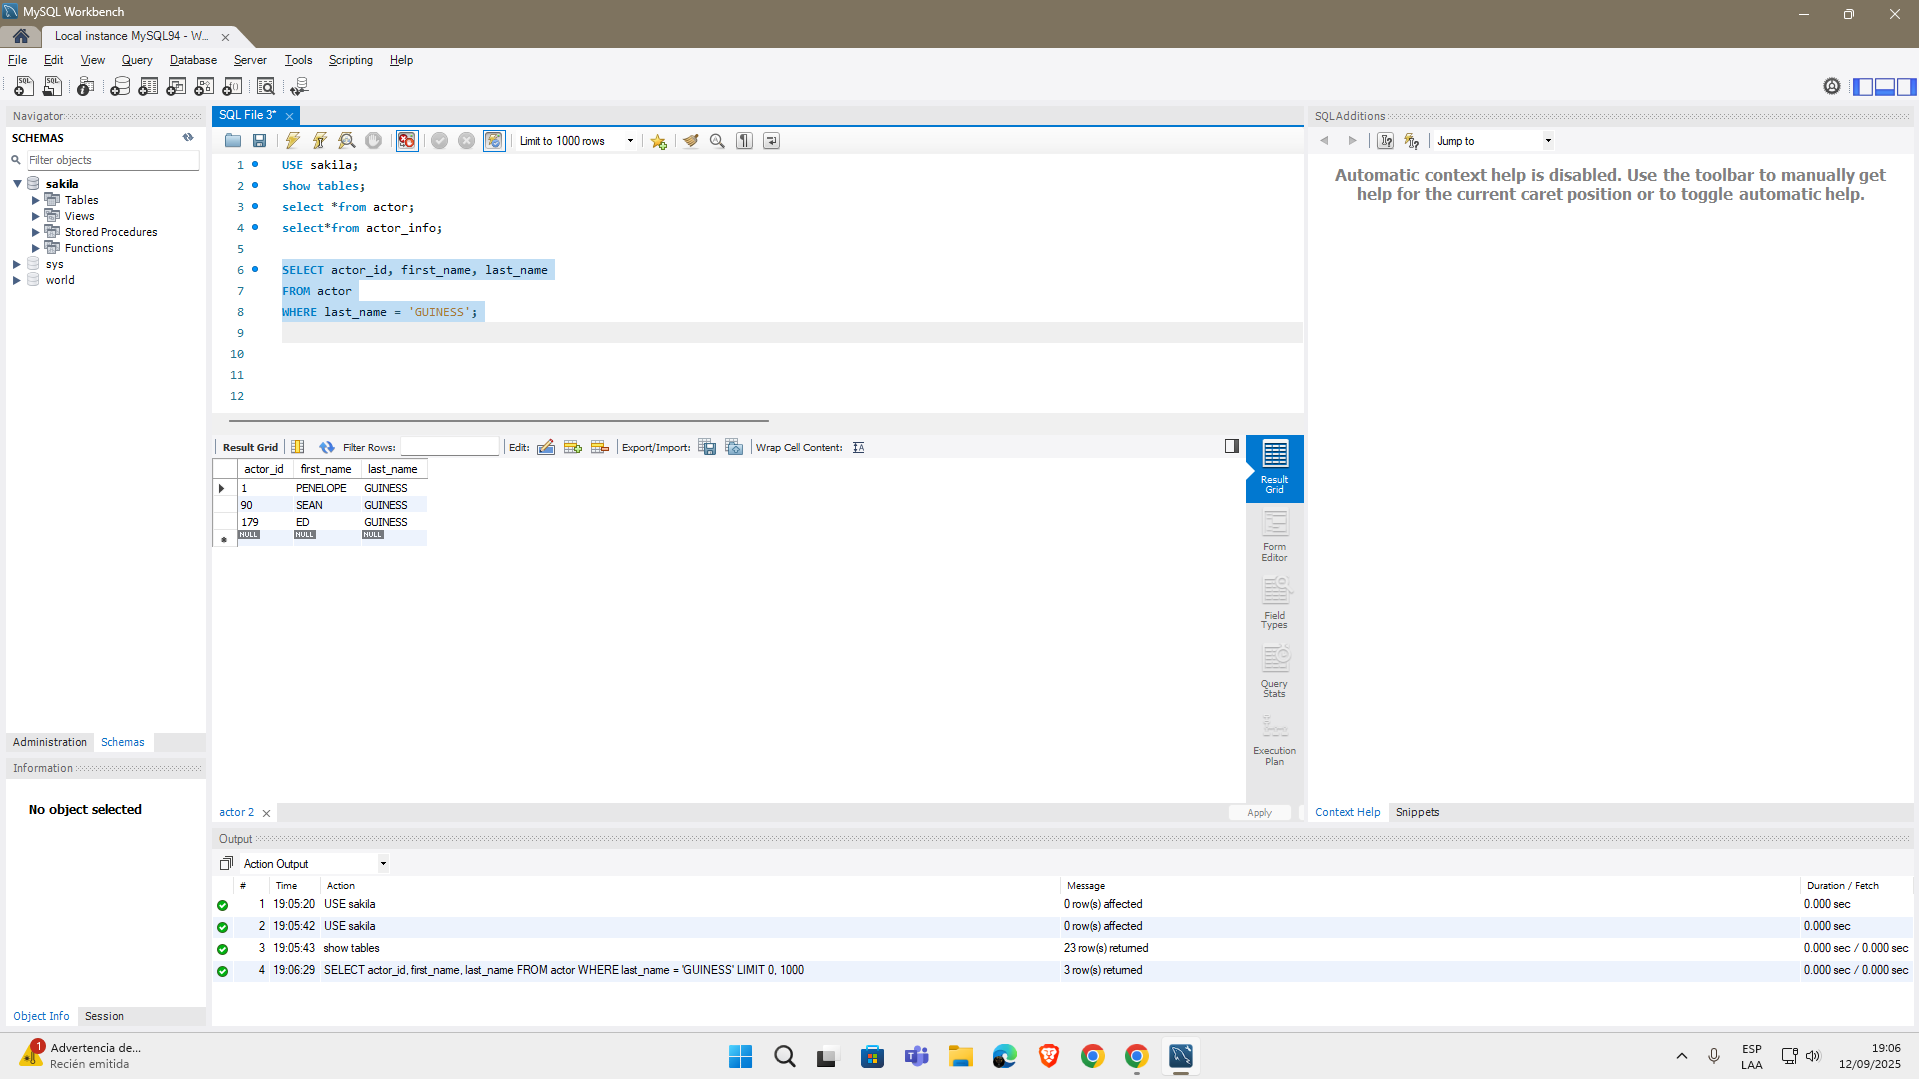 MySQL Workbench
Local instance MySQL94 - W...
File Edit View Query Database Server Tools Scripting Help
Navigator
SCHEMAS
Filter objects
sakila
Tables
Views
Stored Procedures
Functions
sys
world
Administration Schemas
Information
No object selected
Object Info Session
SQL File 3*
Limit to 1000 rows
1 USE sakila;
2 show tables;
3 select *from actor;
4 select*from actor_info;
5
6 SELECT actor_id, first_name, last_name
7 FROM actor
8 WHERE last_name = 'GUINESS';
9
10
11
12
Result Grid Filter Rows: Edit: Export/Import: Wrap Cell Content:
actor_id first_name last_name
1 PENELOPE GUINESS
90 SEAN GUINESS
179 ED GUINESS
NULL NULL NULL
Result Grid
Form Editor
Field Types
Query Stats
Execution Plan
actor 2
Apply
SQLAdditions
Jump to
Automatic context help is disabled. Use the toolbar to manually get
help for the current caret position or to toggle automatic help.
Context Help Snippets
Output
Action Output
# Time Action Message Duration / Fetch
1 19:05:20 USE sakila 0 row(s) affected 0.000 sec
2 19:05:42 USE sakila 0 row(s) affected 0.000 sec
3 19:05:43 show tables 23 row(s) returned 0.000 sec / 0.000 sec
4 19:06:29 SELECT actor_id, first_name, last_name FROM actor WHERE last_name = 'GUINESS' LIMIT 0, 1000 3 row(s) returned 0.000 sec / 0.000 sec
1
Advertencia de...
Recién emitida
ESP
LAA
19:06
12/09/2025